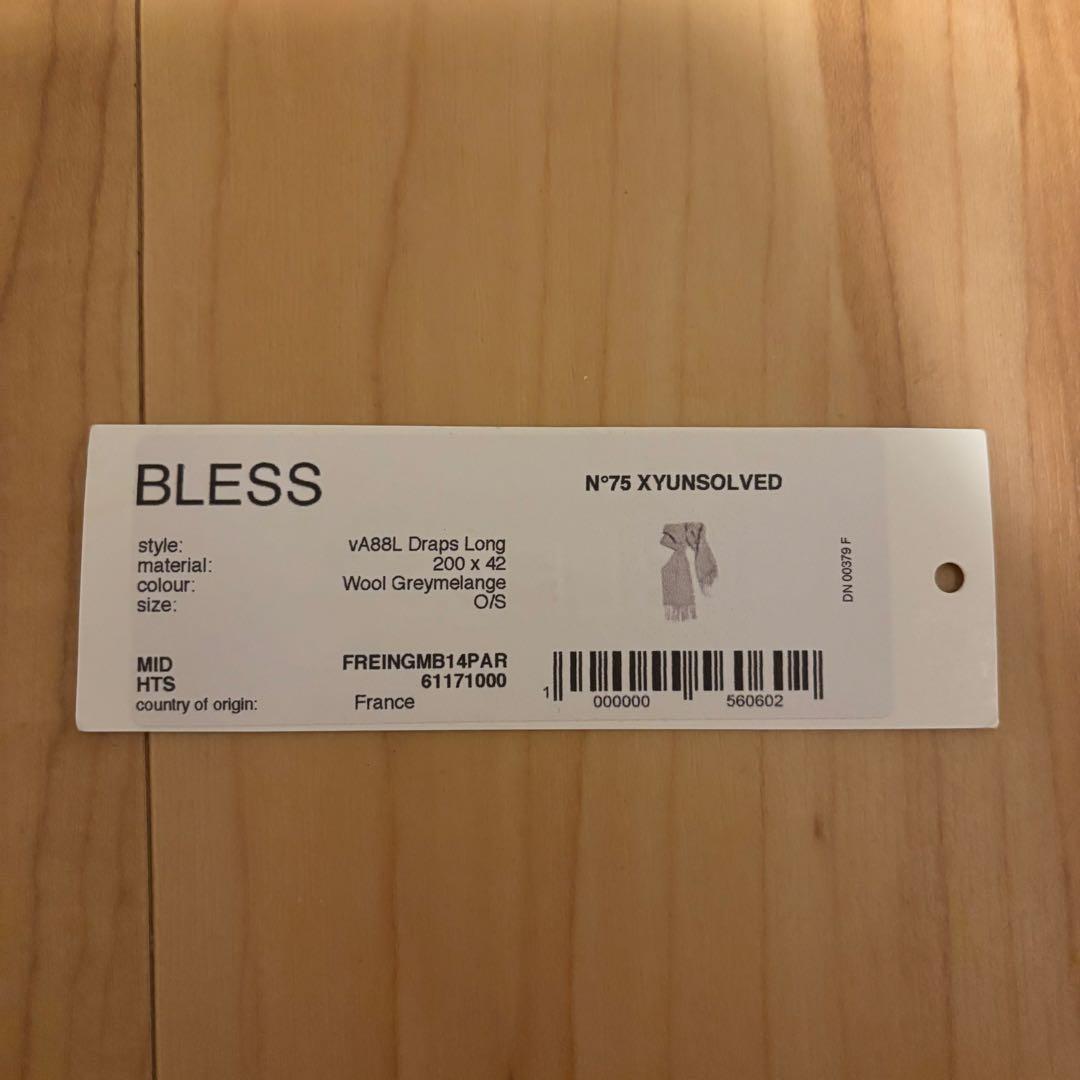 BLESS
N°75 XYUNSOLVED
style: vA88L Draps Long
material: 200 x 42
colour: Wool Greymelange
size: O/S
MID FREINGMB14PAR
HTS 61171000
country of origin: France
1 000000 560602
DN 00379 F